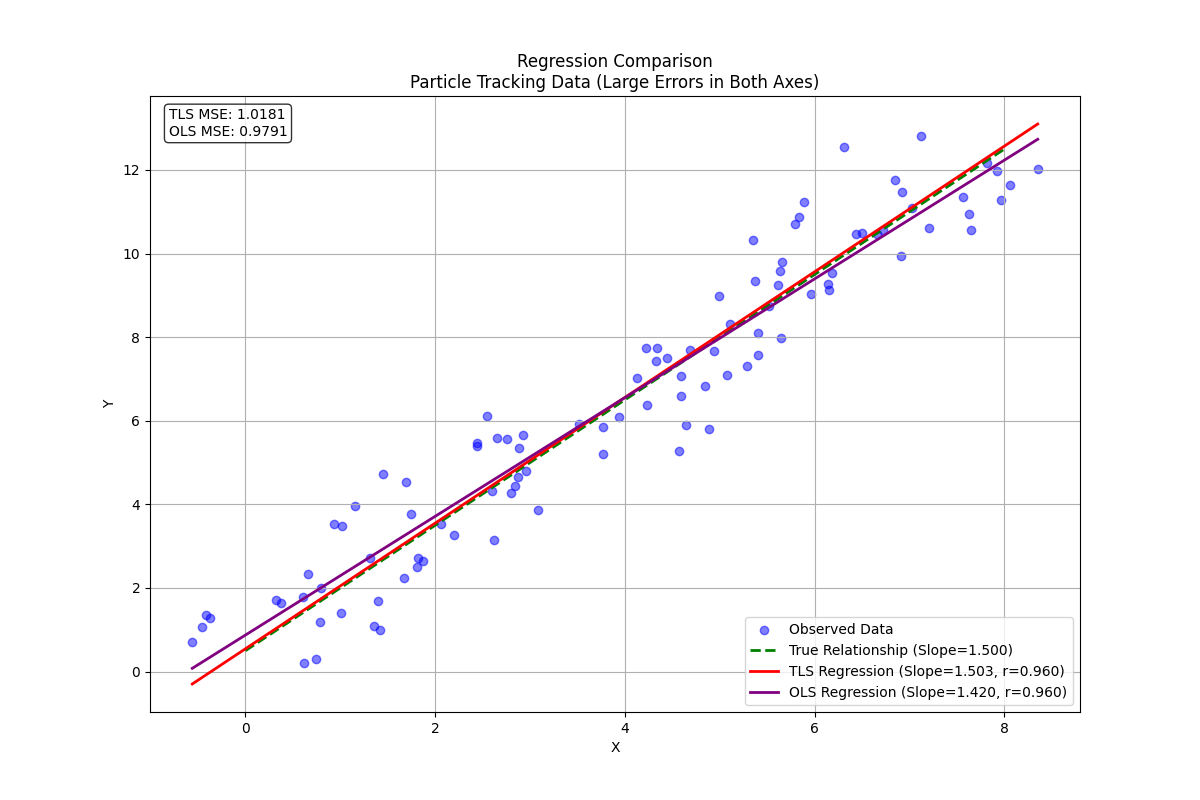 Regression Comparison
Particle Tracking Data (Large Errors in Both Axes)
TLS MSE: 1.0181
OLS MSE: 0.9791
12
10
8
6
4
2
0
Y
Observed Data
True Relationship (Slope=1.500)
TLS Regression (Slope=1.503, r=0.960)
OLS Regression (Slope=1.420, r=0.960)
0 2 4 6 8
X